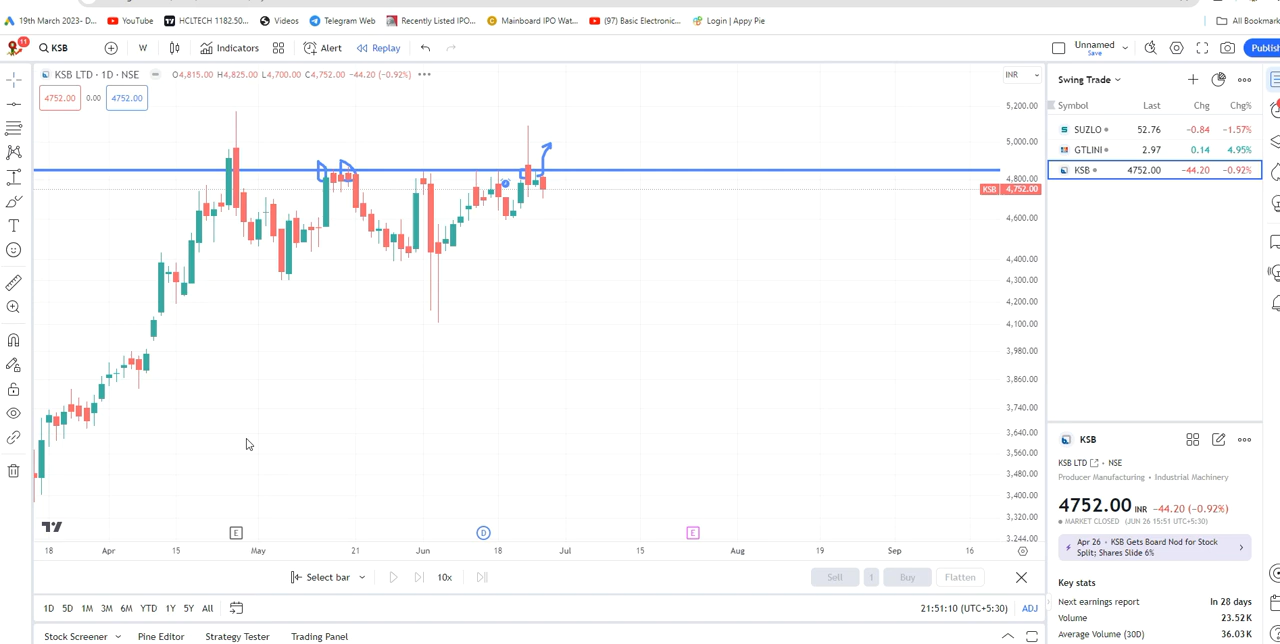 19th March 2023- D...
YouTube
HCLTECH 1182.50...
Videos
Telegram Web
Recently Listed IPO...
Mainboard IPO Wat...
(97) Basic Electronic...
Login | Appy Pie
All Bookmark
11
KSB
W
Indicators
Alert
Replay
Unnamed
Save
Publis
KSB LTD · 1D · NSE
O4,815.00 H4,825.00 L4,700.00 C4,752.00 −44.20 (−0.92%)
INR
4752.00
0.00
4752.00
5,200.00
5,000.00
4,800.00
KSB 4,752.00
4,600.00
4,400.00
4,300.00
4,200.00
4,100.00
3,980.00
3,860.00
3,740.00
3,640.00
3,560.00
3,480.00
3,400.00
3,320.00
3,244.00
E
D
E
18
Apr
15
May
21
Jun
18
Jul
15
Aug
19
Sep
16
Select bar
10x
Sell
1
Buy
Flatten
1D 5D 1M 3M 6M YTD 1Y 5Y All
21:51:10 (UTC+5:30)
ADJ
Stock Screener
Pine Editor
Strategy Tester
Trading Panel
Swing Trade
Symbol Last Chg Chg%
SUZLO 52.76 −0.84 −1.57%
GTLINI 2.97 0.14 4.95%
KSB 4752.00 −44.20 −0.92%
KSB
KSB LTD · NSE
Producer Manufacturing • Industrial Machinery
4752.00 INR −44.20 (−0.92%)
MARKET CLOSED (JUN 26 15:51 UTC+5:30)
Apr 26 · KSB Gets Board Nod for Stock
Split; Shares Slide 6%
Key stats
Next earnings report In 28 days
Volume 23.52K
Average Volume (30D) 36.03K